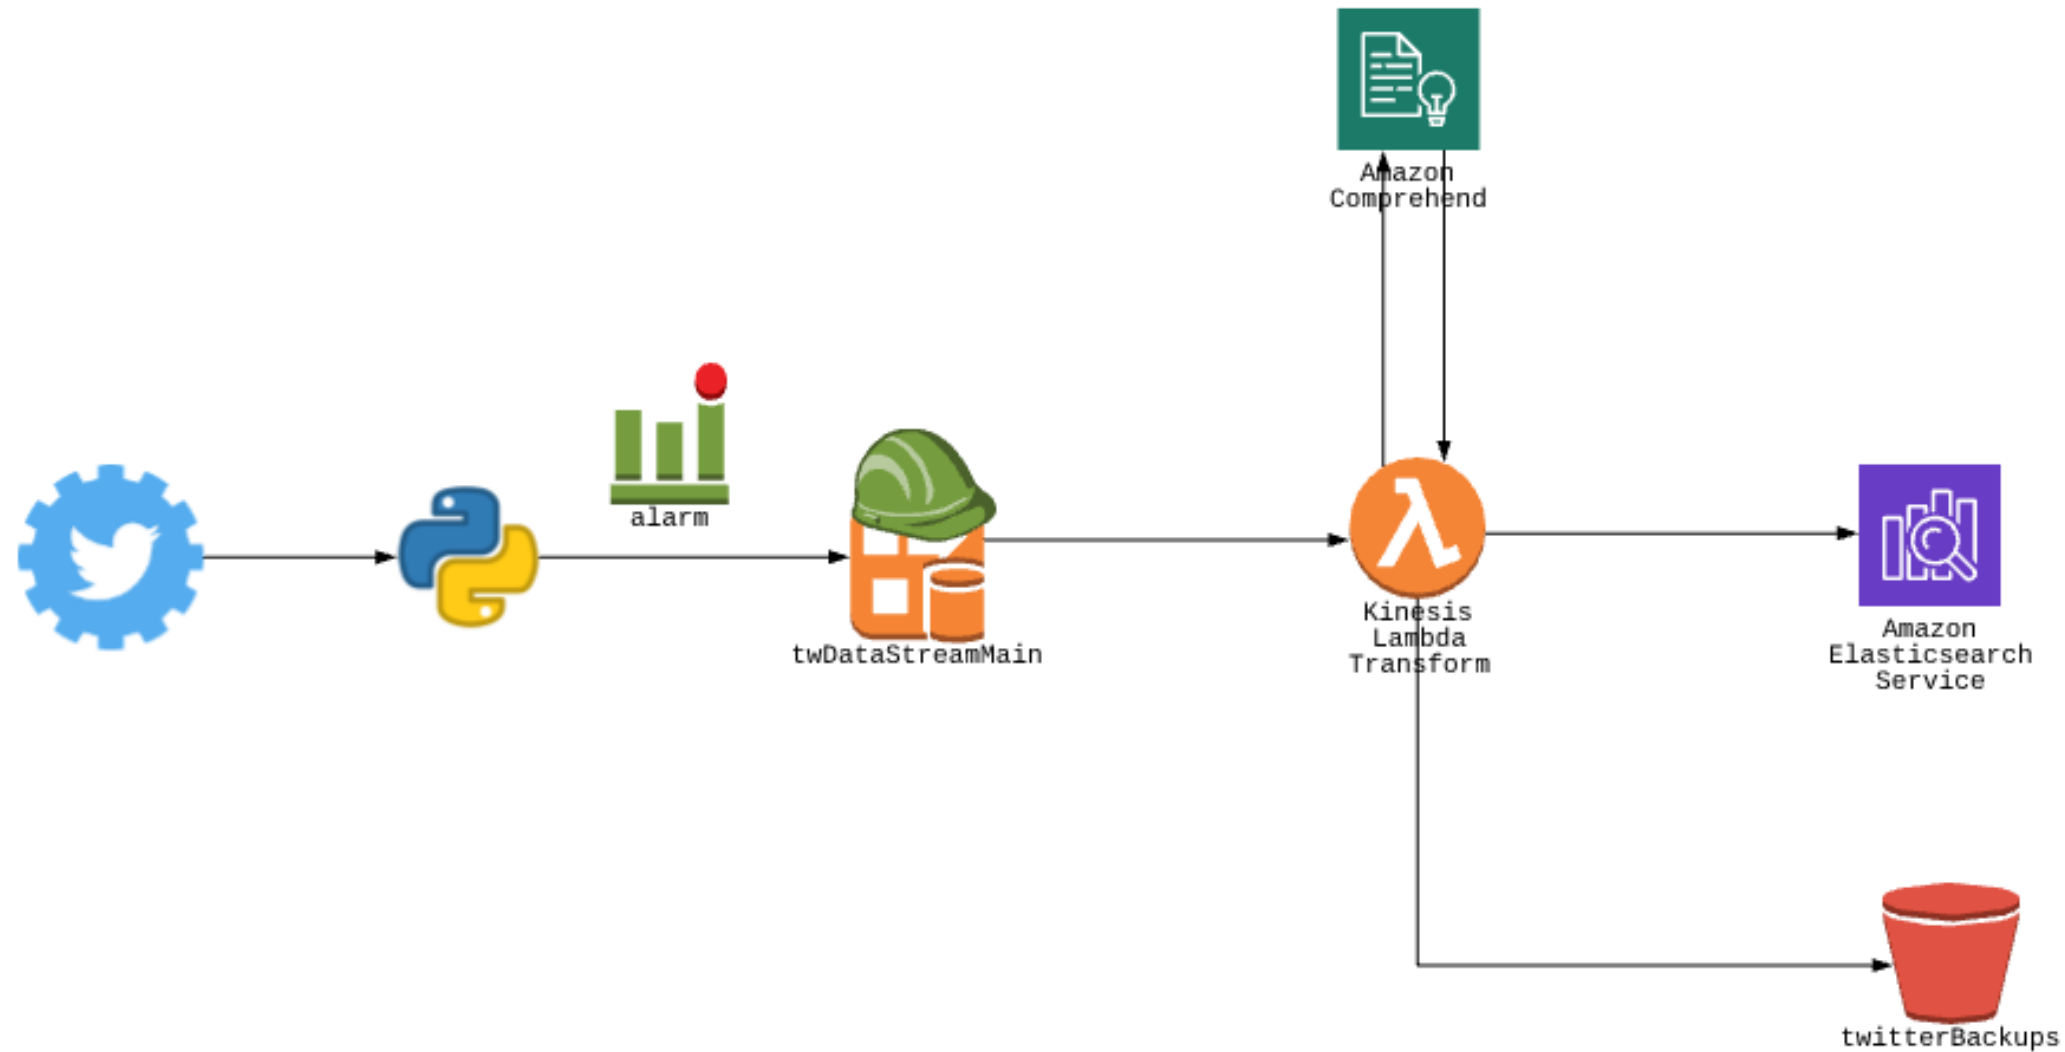 Amazon
Comprehend
alarm
twDataStreamMain
Kinesis
Lambda
Transform
Amazon
Elasticsearch
Service
twitterBackups